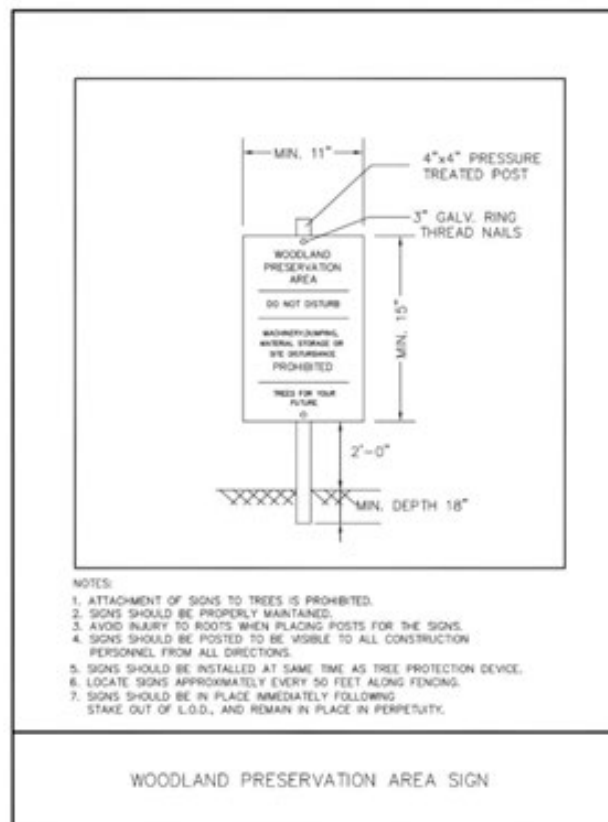 MIN. 11"
4"x4" PRESSURE
TREATED POST
3" GALV. RING
THREAD NAILS
WOODLAND
PRESERVATION
AREA
DO NOT DISTURB
MACHINERY,DUMPING,
MATERIAL STORAGE OR
SITE DISTURBANCE
PROHIBITED
TREES FOR YOUR
FUTURE
MIN. 15"
2'-0"
MIN. DEPTH 18"
NOTES:
1. ATTACHMENT OF SIGNS TO TREES IS PROHIBITED.
2. SIGNS SHOULD BE PROPERLY MAINTAINED.
3. AVOID INJURY TO ROOTS WHEN PLACING POSTS FOR THE SIGNS.
4. SIGNS SHOULD BE POSTED TO BE VISIBLE TO ALL CONSTRUCTION
PERSONNEL FROM ALL DIRECTIONS.
5. SIGNS SHOULD BE INSTALLED AT SAME TIME AS TREE PROTECTION DEVICE.
6. LOCATE SIGNS APPROXIMATELY EVERY 50 FEET ALONG FENCING.
7. SIGNS SHOULD BE IN PLACE IMMEDIATELY FOLLOWING
STAKE OUT OF L.O.D., AND REMAIN IN PLACE IN PERPETUITY.
WOODLAND PRESERVATION AREA SIGN